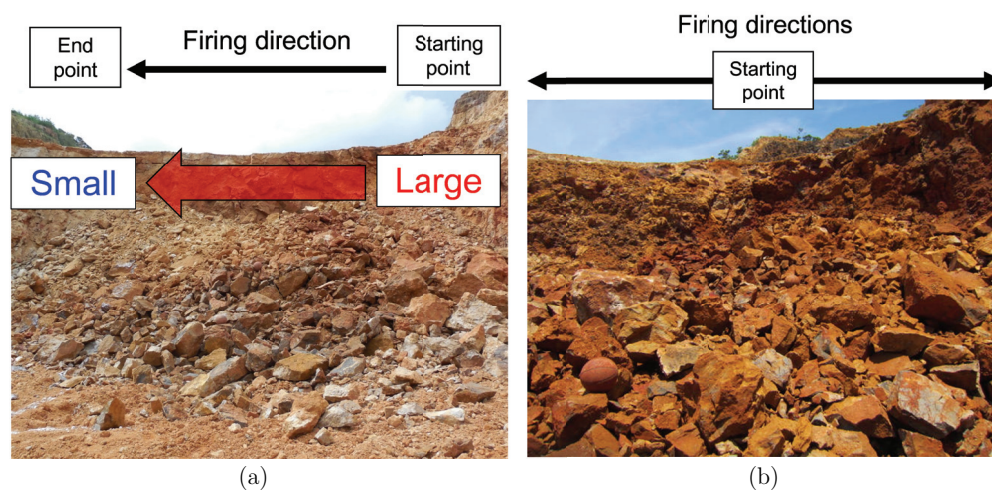 End
point
Firing direction
Starting
point
Small
Large
(a)
Firing directions
Starting
point
(b)